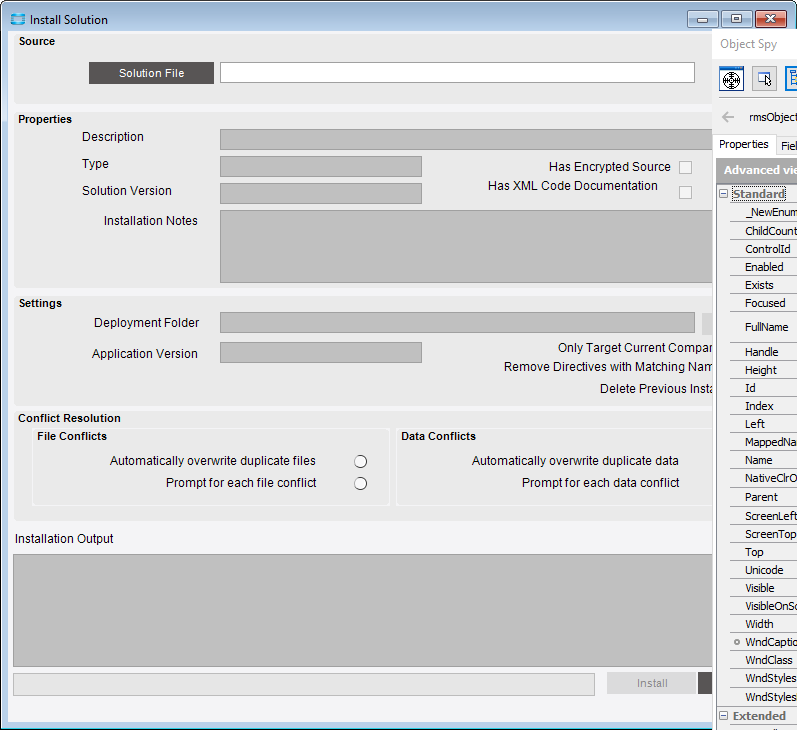 Install Solution
Source
Solution File
Properties
Description
Type
Has Encrypted Source
Solution Version
Has XML Code Documentation
Installation Notes
Settings
Deployment Folder
Application Version
Only Target Current Compar
Remove Directives with Matching Nam
Delete Previous Insta
Conflict Resolution
File Conflicts
Automatically overwrite duplicate files
Prompt for each file conflict
Data Conflicts
Automatically overwrite duplicate data
Prompt for each data conflict
Installation Output
Install
Object Spy
rmsObject
Properties
Fiel
Advanced vie
Standard
_NewEnum
ChildCount
ControlId
Enabled
Exists
Focused
FullName
Handle
Height
Id
Index
Left
MappedNa
Name
NativeClrO
Parent
ScreenLeft
ScreenTop
Top
Unicode
Visible
VisibleOnSc
Width
WndCaptio
WndClass
WndStyles
WndStyles
Extended